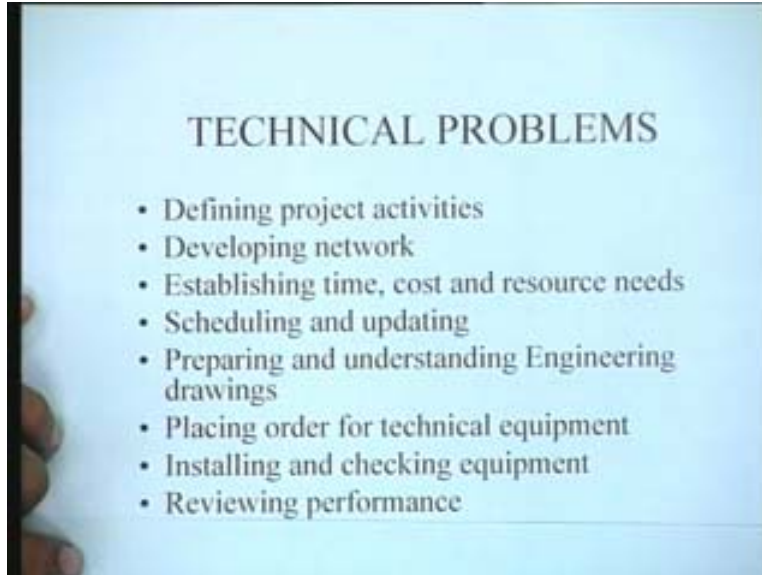 TECHNICAL PROBLEMS
• Defining project activities
• Developing network
• Establishing time, cost and resource needs
• Scheduling and updating
• Preparing and understanding Engineering
drawings
• Placing order for technical equipment
• Installing and checking equipment
• Reviewing performance